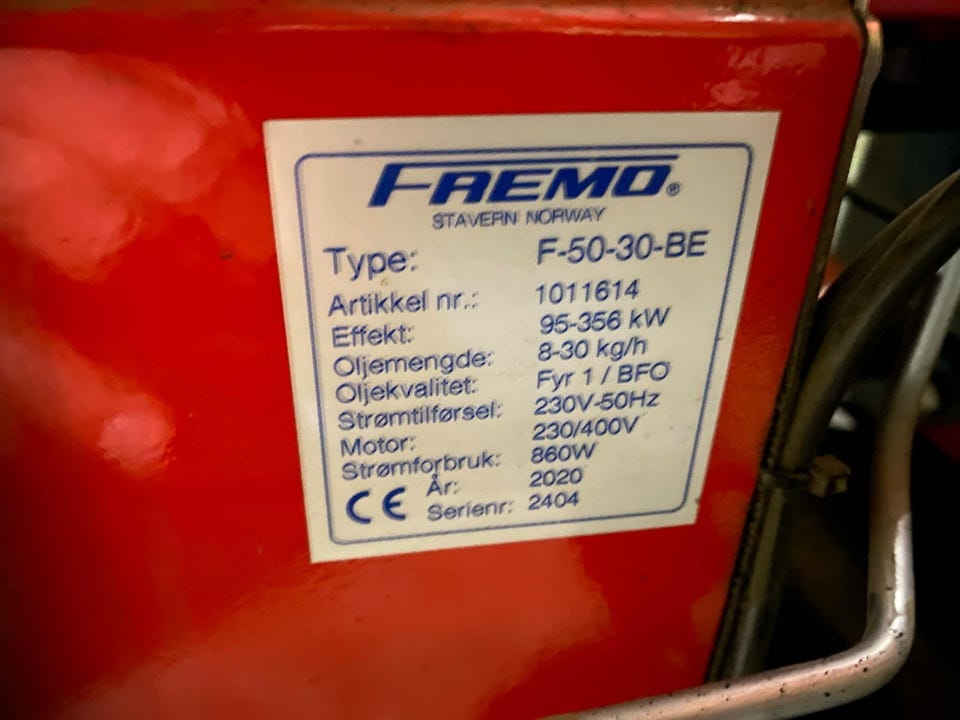 FREMO®
STAVERN NORWAY
Type: F-50-30-BE
Artikkel nr.: 1011614
Effekt: 95-356 kW
Oljemengde: 8-30 kg/h
Oljekvalitet: Fyr 1 / BFO
Strømtilførsel: 230V-50Hz
Motor: 230/400V
Strømforbruk: 860W
År: 2020
CE Serienr: 2404